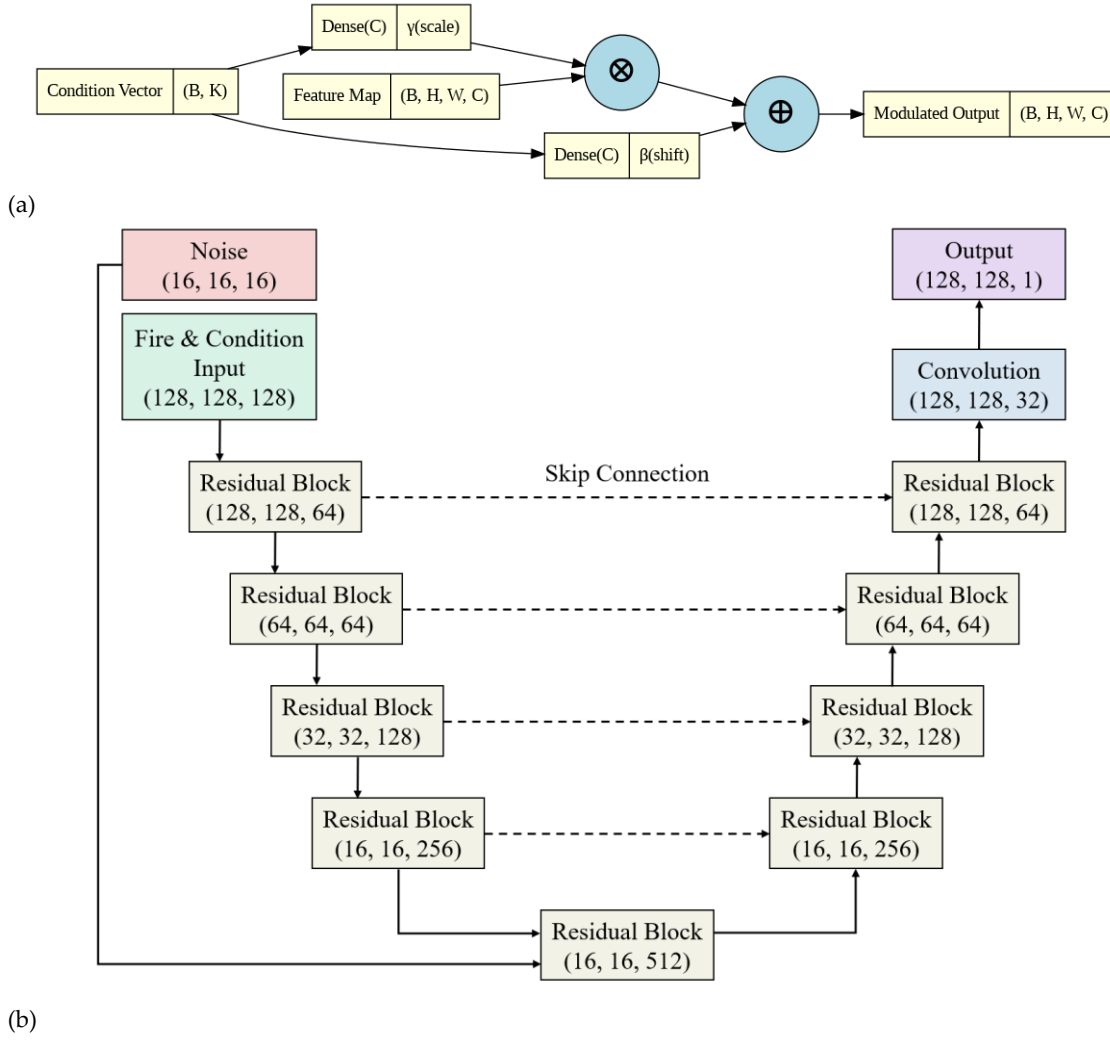 Dense(C) γ(scale)
Condition Vector (B, K)
Feature Map (B, H, W, C)
⊗
⊕
Modulated Output (B, H, W, C)
Dense(C) β(shift)
(a)
Noise
(16, 16, 16)
Output
(128, 128, 1)
Fire & Condition
Input
(128, 128, 128)
Convolution
(128, 128, 32)
Residual Block
(128, 128, 64)
Skip Connection
Residual Block
(128, 128, 64)
Residual Block
(64, 64, 64)
Residual Block
(64, 64, 64)
Residual Block
(32, 32, 128)
Residual Block
(32, 32, 128)
Residual Block
(16, 16, 256)
Residual Block
(16, 16, 256)
Residual Block
(16, 16, 512)
(b)